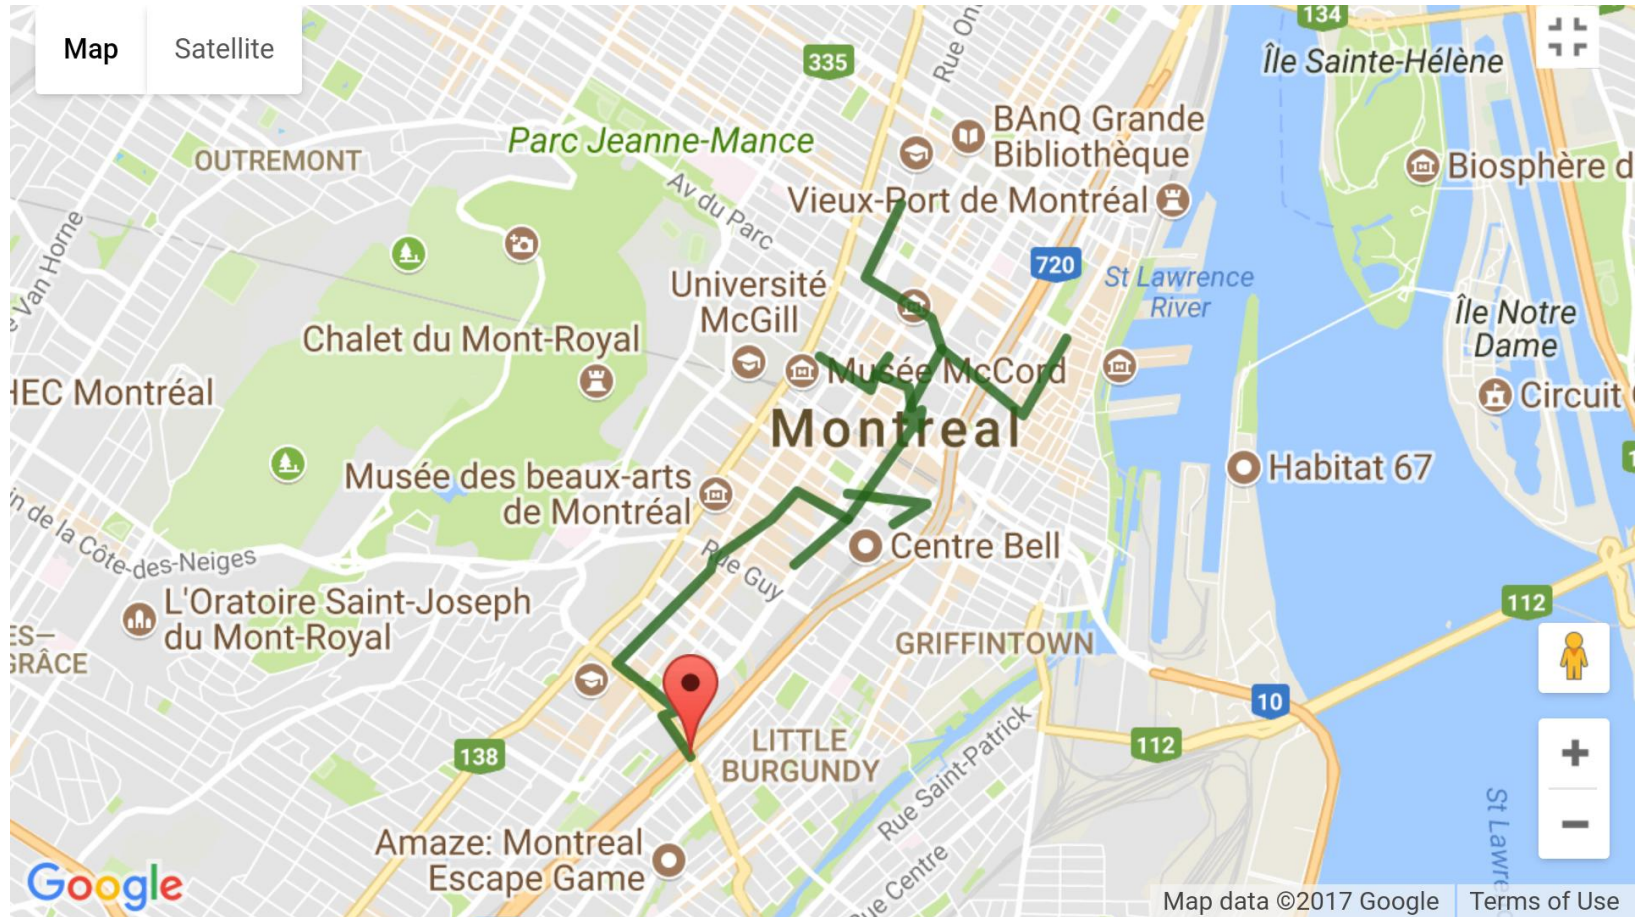 Map Satellite
335
134
Rue On
Île Sainte-Hélène
BAnQ Grande
Bibliothèque
Parc Jeanne-Mance
OUTREMONT
Biosphère d
Av du Parc
Vieux-Port de Montréal
e Van Horne
720
St Lawrence
River
Université
McGill
Île Notre
Dame
Chalet du Mont-Royal
Musée McCord
HEC Montréal
Circuit
Montreal
Musée des beaux-arts
de Montréal
Habitat 67
in de la Côte-des-Neiges
Rue Guy
Centre Bell
L'Oratoire Saint-Joseph
du Mont-Royal
112
ES—
GRÂCE
GRIFFINTOWN
10
138
LITTLE
BURGUNDY
112
Rue Saint-Patrick
St Lawre
Amaze: Montreal
Escape Game
ue Centre
Google
Map data ©2017 Google Terms of Use